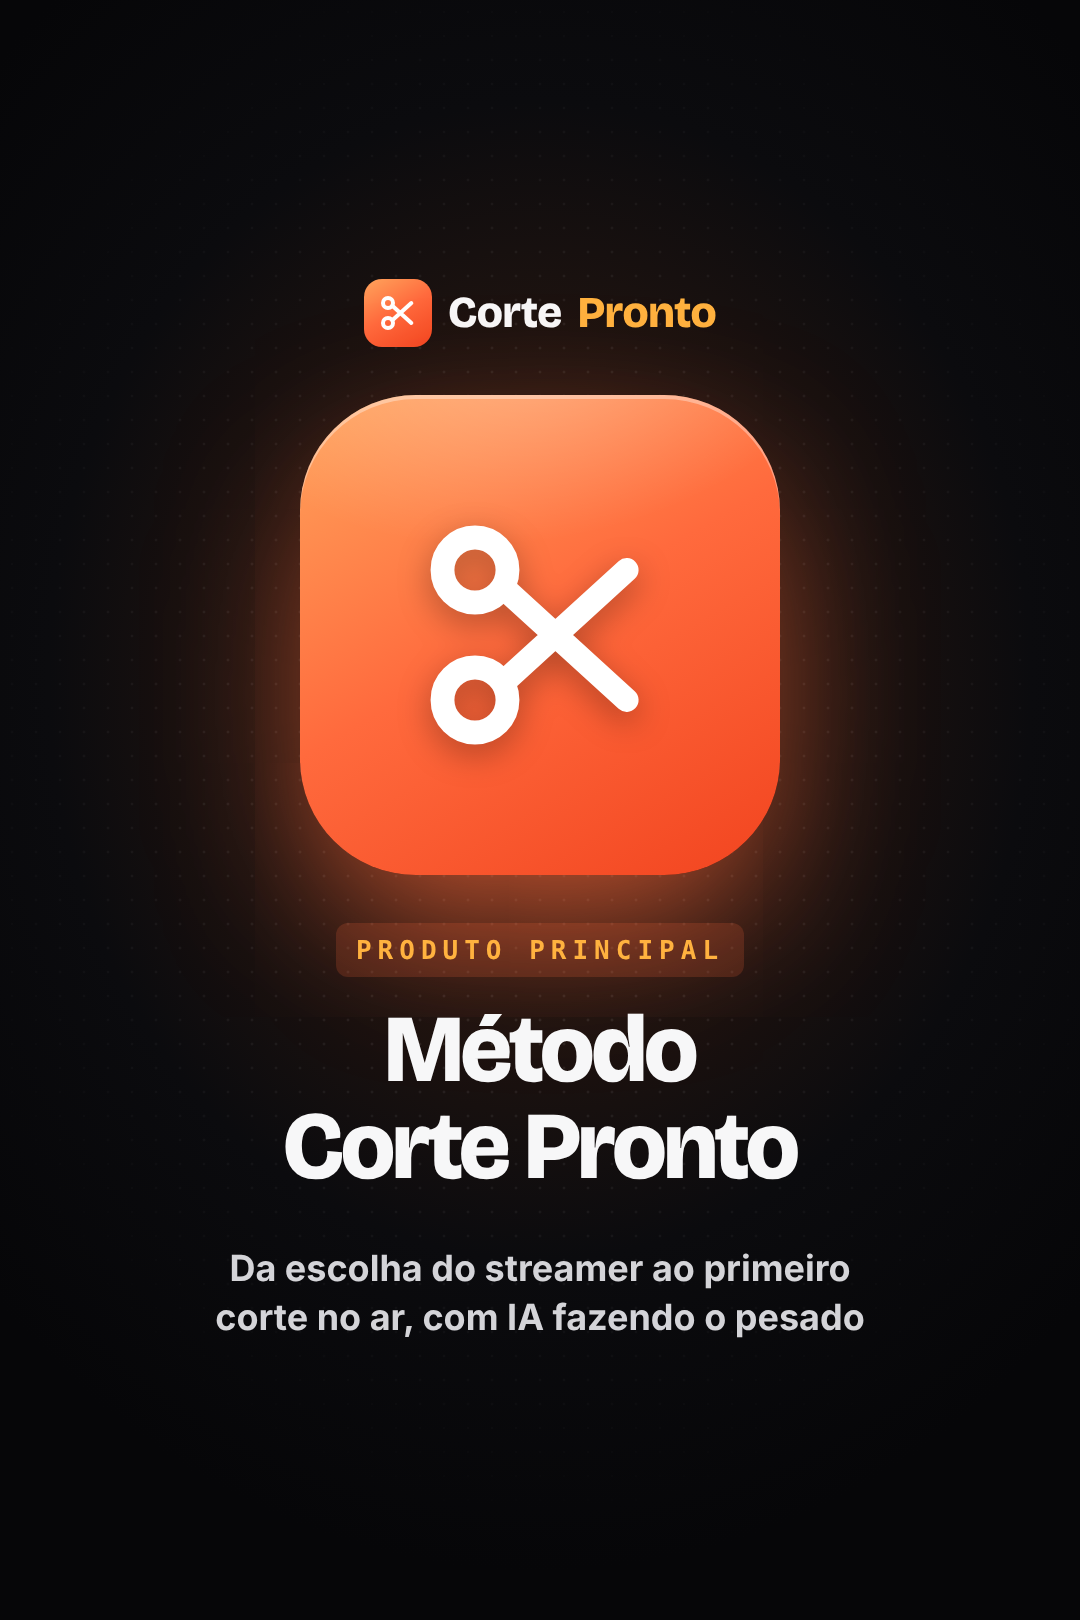 Corte Pronto
PRODUTO PRINCIPAL
Método
Corte Pronto
Da escolha do streamer ao primeiro
corte no ar, com IA fazendo o pesado